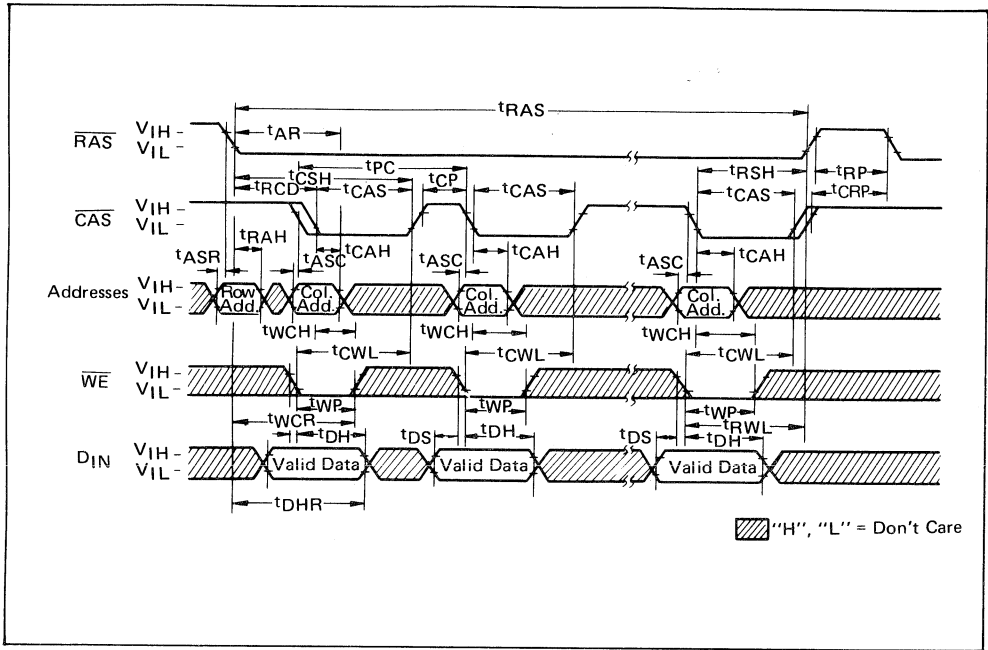 tRAS
RAS VIH
VIL
tAR
tPC
tRSH
tRP
tCSH
tRCD
tCAS
tCP
tCAS
tCAS
tCRP
CAS VIH
VIL
tRAH
tCAH
tCAH
tCAH
tASR
tASC
tASC
tASC
Addresses VIH
VIL
Row Add.
Col. Add.
Col. Add.
Col. Add.
tWCH
tWCH
tWCH
tCWL
tCWL
tCWL
WE VIH
VIL
tWP
tWP
tWP
tWCR
tRWL
tDH
tDS
tDH
tDS
tDH
DIN VIH
VIL
Valid Data
Valid Data
Valid Data
tDHR
"H", "L" = Don't Care